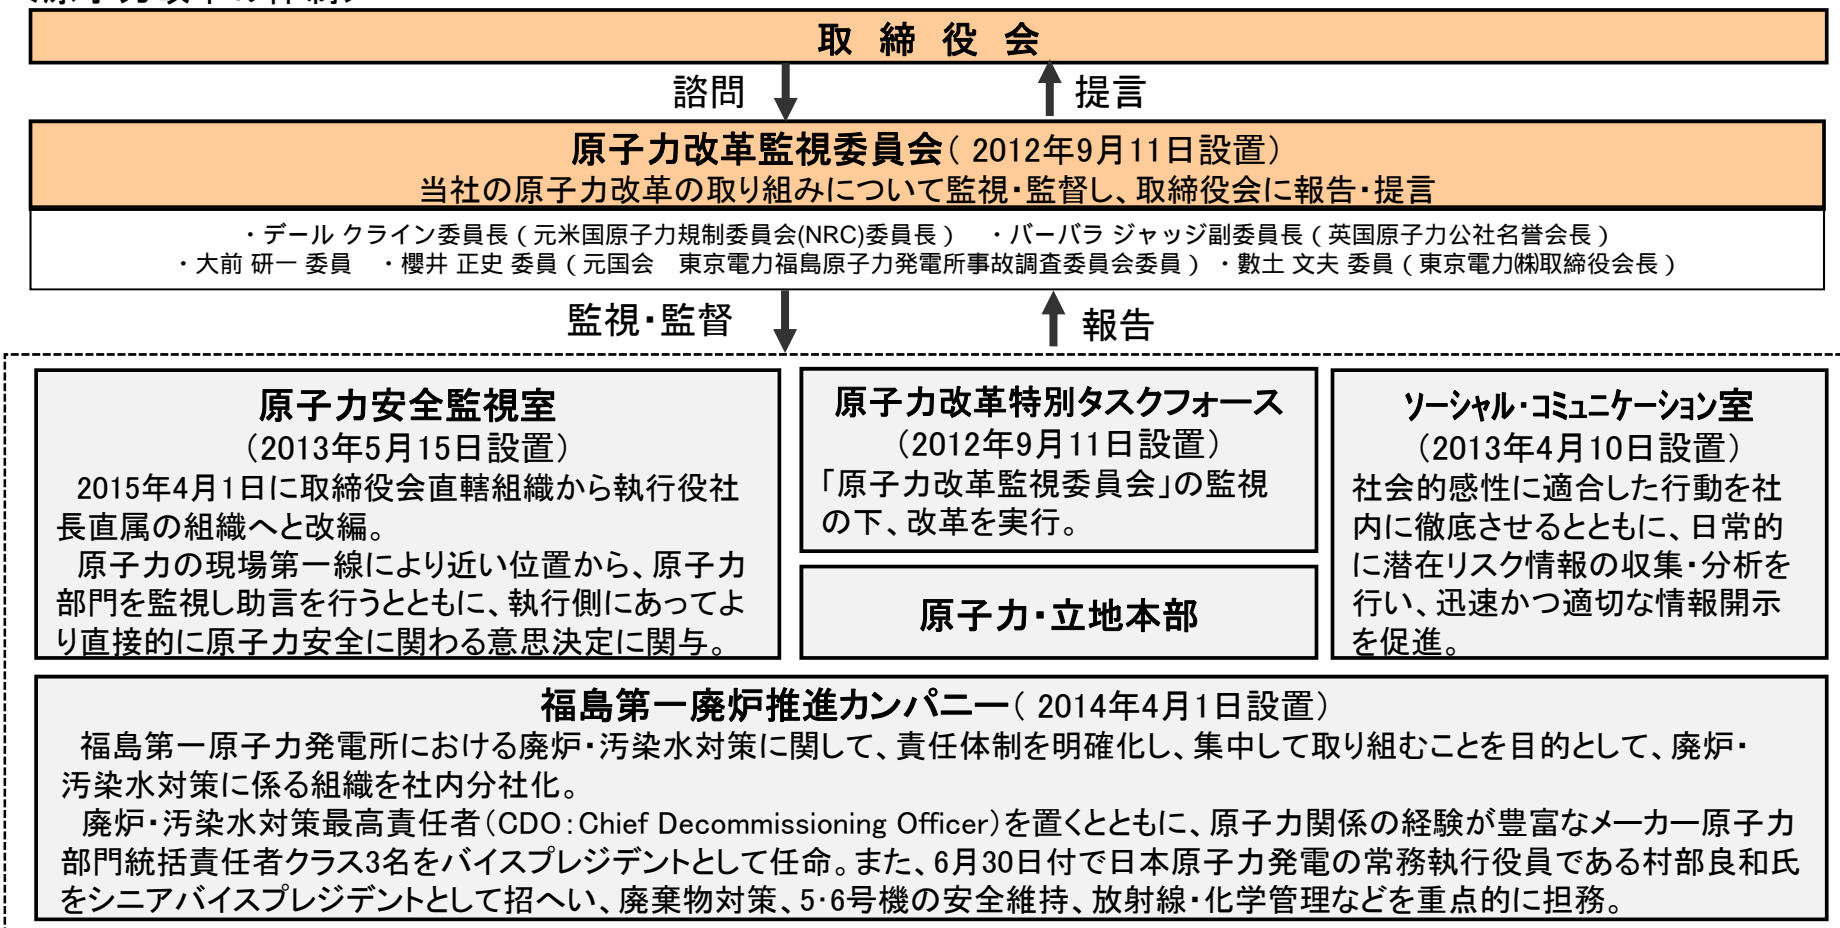 取 締 役 会
諮問 提言
原子力改革監視委員会( 2012年9月11日設置)
当社の原子力改革の取り組みについて監視・監督し、取締役会に報告・提言
・デール クライン委員長(元米国原子力規制委員会(NRC)委員長) ・バーバラ ジャッジ副委員長(英国原子力公社名誉会長)
・大前 研一 委員 ・櫻井 正史 委員(元国会 東京電力福島原子力発電所事故調査委員会委員)・數土 文夫 委員(東京電力㈱取締役会長)
監視・監督 報告
原子力安全監視室
(2013年5月15日設置)
2015年4月1日に取締役会直轄組織から執行役社
長直属の組織へと改編。
原子力の現場第一線により近い位置から、原子力
部門を監視し助言を行うとともに、執行側にあってよ
り直接的に原子力安全に関わる意思決定に関与。
原子力改革特別タスクフォース
(2012年9月11日設置)
「原子力改革監視委員会」の監視
の下、改革を実行。
原子力・立地本部
ソーシャル・コミュニケーション室
(2013年4月10日設置)
社会的感性に適合した行動を社
内に徹底させるとともに、日常的
に潜在リスク情報の収集・分析を
行い、迅速かつ適切な情報開示
を促進。
福島第一廃炉推進カンパニー( 2014年4月1日設置)
福島第一原子力発電所における廃炉・汚染水対策に関して、責任体制を明確化し、集中して取り組むことを目的として、廃炉・
汚染水対策に係る組織を社内分社化。
廃炉・汚染水対策最高責任者(CDO:Chief Decommissioning Officer)を置くとともに、原子力関係の経験が豊富なメーカー原子力
部門統括責任者クラス3名をバイスプレジデントとして任命。また、6月30日付で日本原子力発電の常務執行役員である村部良和氏
をシニアバイスプレジデントとして招へい、廃棄物対策、5・6号機の安全維持、放射線・化学管理などを重点的に担務。